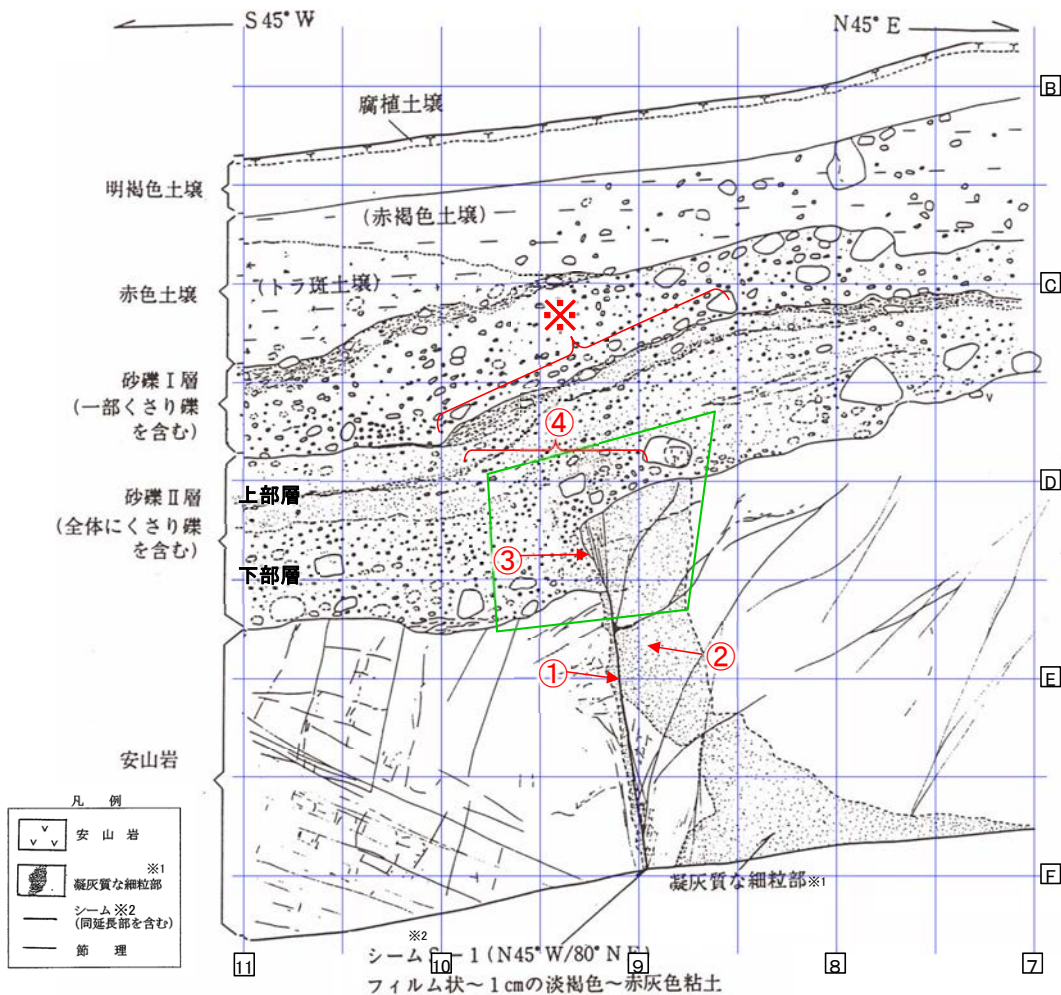 S 45° W
N 45° E
B
腐植土壌
明褐色土壌
(赤褐色土壌)
C
(トラ斑土壌)
赤色土壌
※
砂礫Ⅰ層
(一部くさり礫
を含む)
④
D
砂礫Ⅱ層
(全体にくさり礫
を含む)
上部層
③
下部層
②
①
E
安山岩
凡 例
安 山 岩
※1
凝灰質な細粒部
シーム※2
(同延長部を含む)
節 理
F
凝灰質な細粒部※1
※2
シームS-1 (N45°W/80°NE)
フィルム状~1cmの淡褐色~赤灰色粘土
11
10
9
8
7